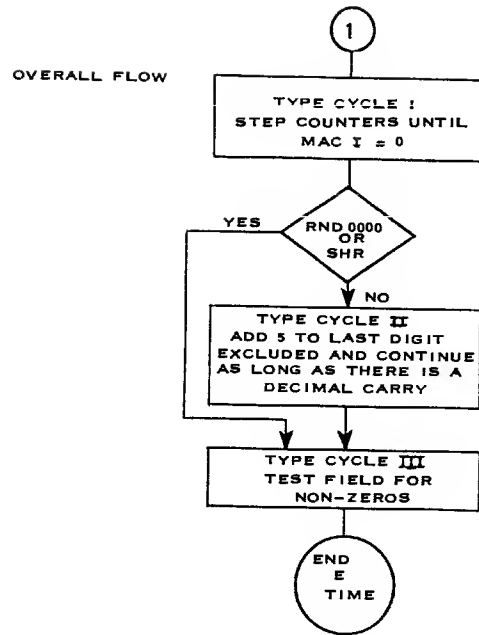 1
OVERALL FLOW
TYPE CYCLE I
STEP COUNTERS UNTIL
MAC I = 0
YES
RND 0000
OR
SHR
NO
TYPE CYCLE II
ADD 5 TO LAST DIGIT
EXCLUDED AND CONTINUE
AS LONG AS THERE IS A
DECIMAL CARRY
TYPE CYCLE III
TEST FIELD FOR
NON-ZEROS
END
E
TIME